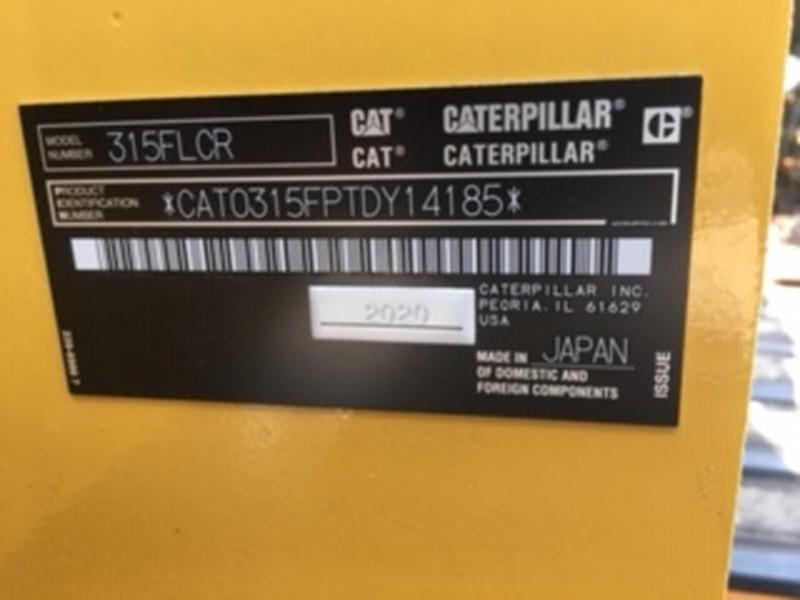 MODEL NUMBER 315FLCR
CAT® CATERPILLAR®
CAT® CATERPILLAR®
PRODUCT IDENTIFICATION NUMBER *CAT0315FPTDY14185*
2020
CATERPILLAR INC.
PEORIA, IL 61629
USA
MADE IN JAPAN
OF DOMESTIC AND
FOREIGN COMPONENTS
ISSUE